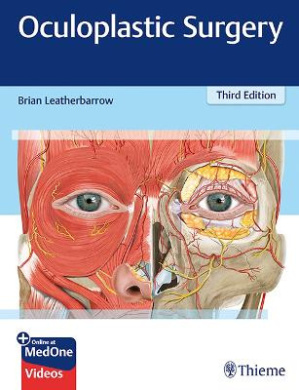 Oculoplastic Surgery
Brian Leatherbarrow
Third Edition
Online at
MedOne
Videos
Thieme